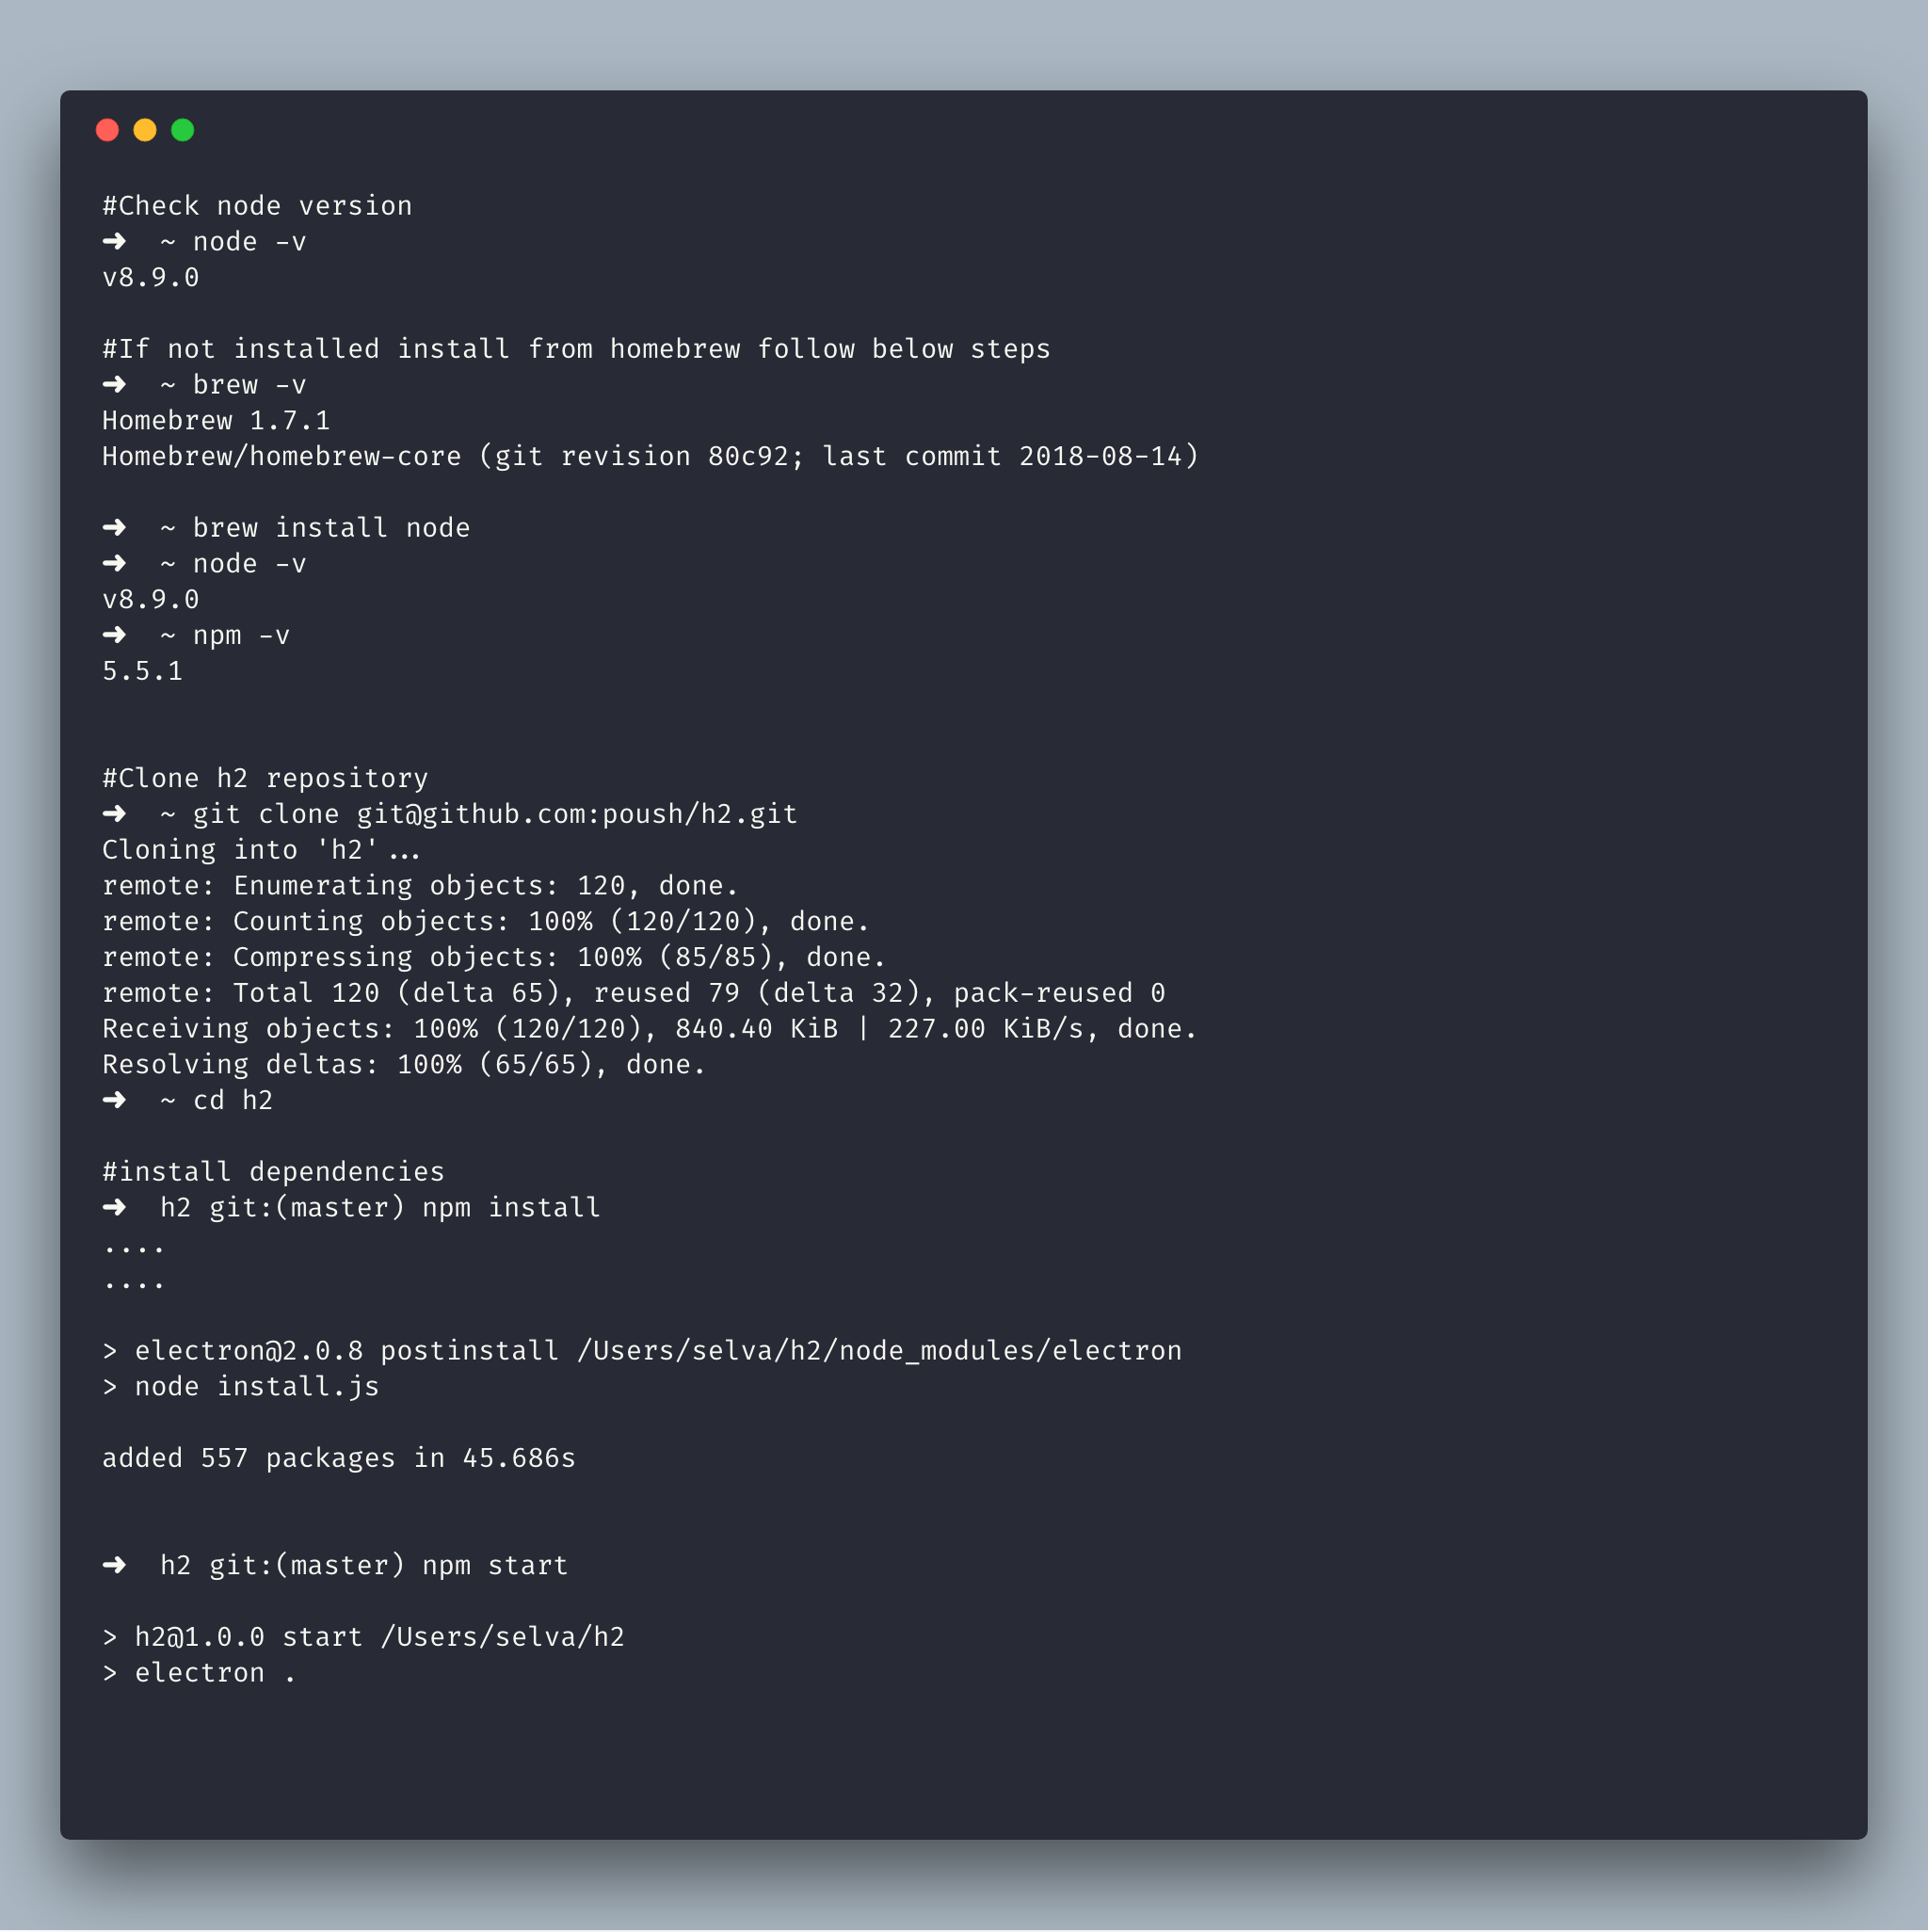 #Check node version
➜  ~ node -v
v8.9.0
#If not installed install from homebrew follow below steps
➜  ~ brew -v
Homebrew 1.7.1
Homebrew/homebrew-core (git revision 80c92; last commit 2018-08-14)
➜  ~ brew install node
➜  ~ node -v
v8.9.0
➜  ~ npm -v
5.5.1
#Clone h2 repository
➜  ~ git clone git@github.com:poush/h2.git
Cloning into 'h2'...
remote: Enumerating objects: 120, done.
remote: Counting objects: 100% (120/120), done.
remote: Compressing objects: 100% (85/85), done.
remote: Total 120 (delta 65), reused 79 (delta 32), pack-reused 0
Receiving objects: 100% (120/120), 840.40 KiB | 227.00 KiB/s, done.
Resolving deltas: 100% (65/65), done.
➜  ~ cd h2
#install dependencies
➜  h2 git:(master) npm install
....
....
> electron@2.0.8 postinstall /Users/selva/h2/node_modules/electron
> node install.js
added 557 packages in 45.686s
➜  h2 git:(master) npm start
> h2@1.0.0 start /Users/selva/h2
> electron .